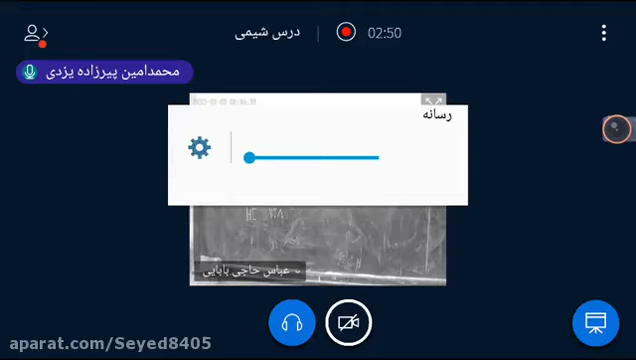 درس شیمی
02:50
محمدامین پیرزاده یزدی
رسانه
عباس حاجی بابایی
aparat.com/Seyed8405